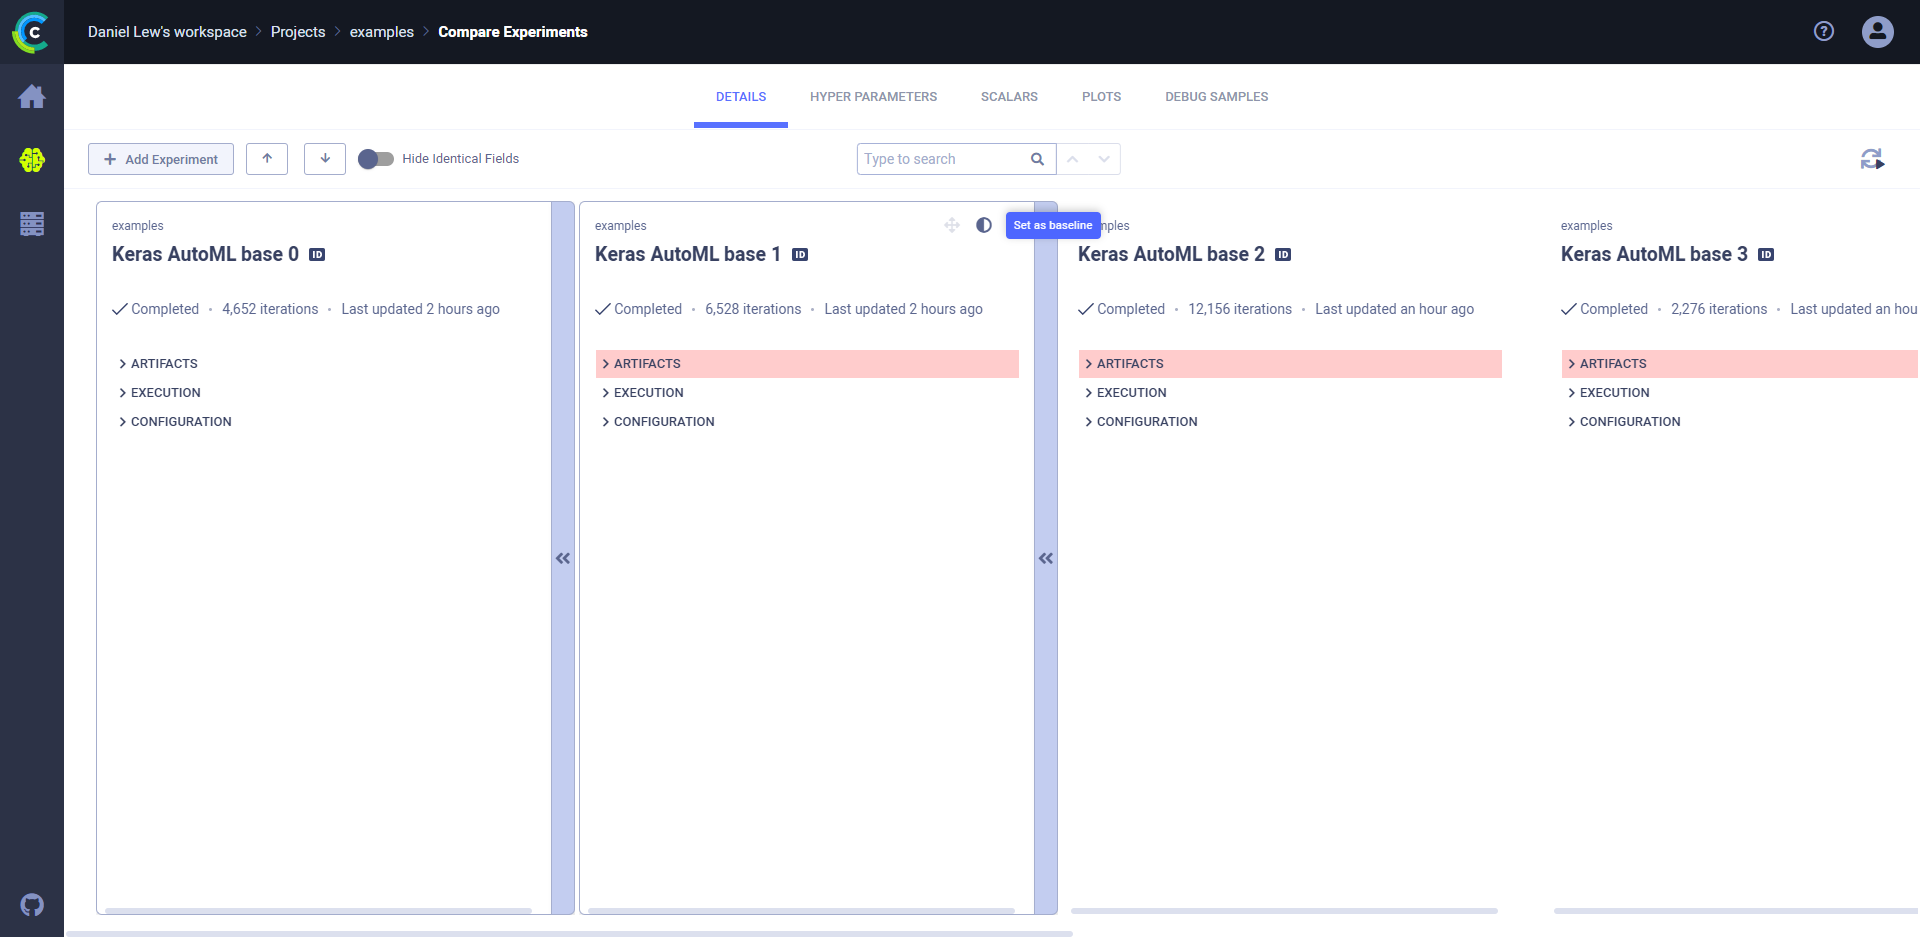 Daniel Lew's workspace > Projects > examples > Compare Experiments
DETAILS HYPER PARAMETERS SCALARS PLOTS DEBUG SAMPLES
+ Add Experiment Hide Identical Fields Type to search
examples
Keras AutoML base 0 ID
Completed • 4,652 iterations • Last updated 2 hours ago
ARTIFACTS
EXECUTION
CONFIGURATION
examples
Set as baseline
Keras AutoML base 1 ID
Completed • 6,528 iterations • Last updated 2 hours ago
ARTIFACTS
EXECUTION
CONFIGURATION
mples
Keras AutoML base 2 ID
Completed • 12,156 iterations • Last updated an hour ago
ARTIFACTS
EXECUTION
CONFIGURATION
examples
Keras AutoML base 3 ID
Completed • 2,276 iterations • Last updated an hou
ARTIFACTS
EXECUTION
CONFIGURATION